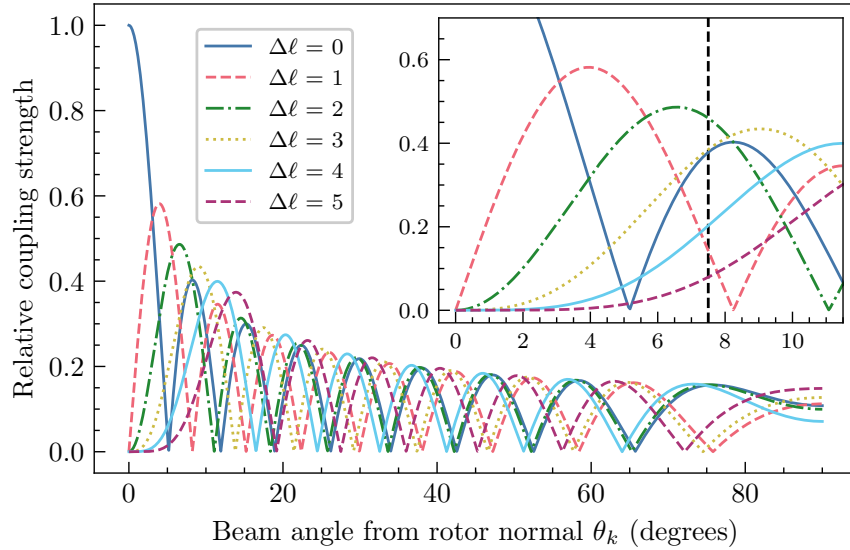 Relative coupling strength
1.0
0.8
0.6
0.4
0.2
0.0
Δℓ = 0
Δℓ = 1
Δℓ = 2
Δℓ = 3
Δℓ = 4
Δℓ = 5
0.6
0.4
0.2
0.0
0 2 4 6 8 10
0 20 40 60 80
Beam angle from rotor normal θₖ (degrees)